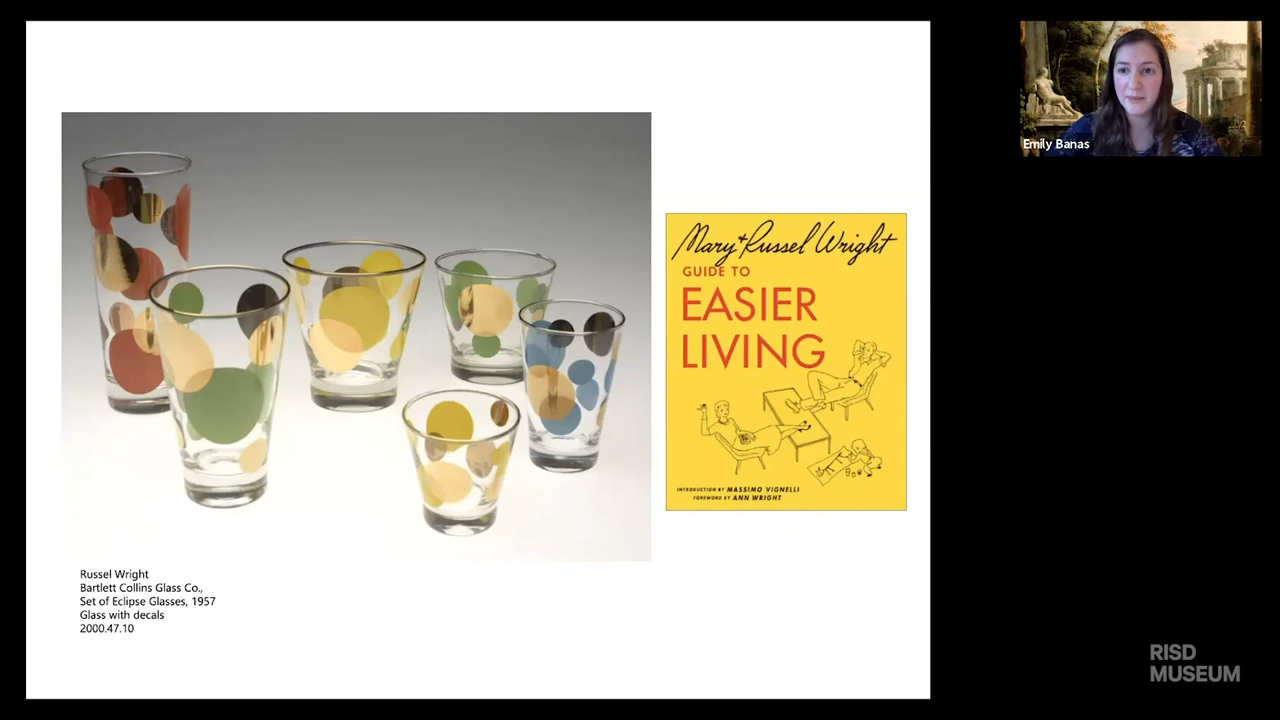 Mary + Russel Wright
GUIDE TO
EASIER
LIVING
INTRODUCTION BY MASSIMO VIGNELLI
FOREWORD BY ANN WRIGHT
Russel Wright
Bartlett Collins Glass Co.,
Set of Eclipse Glasses, 1957
Glass with decals
2000.47.10
Emily Banas
RISD
MUSEUM